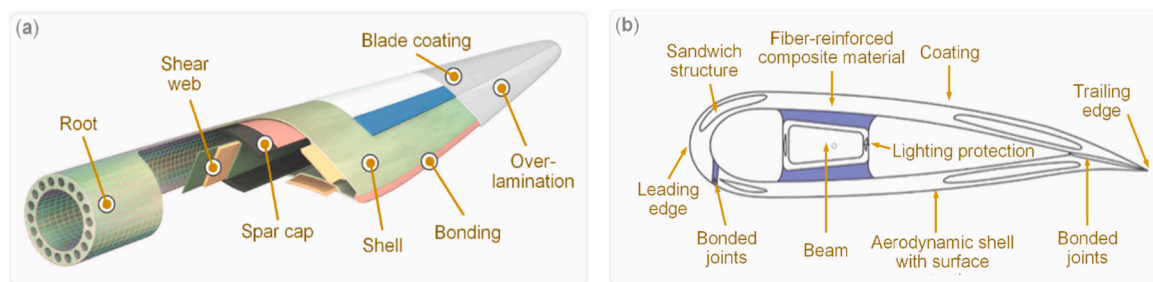 (a)
Blade coating
Shear
web
Root
Over-
lamination
Spar cap
Shell
Bonding
(b)
Sandwich
structure
Fiber-reinforced
composite material
Coating
Trailing
edge
Lighting protection
Leading
edge
Bonded
joints
Beam
Aerodynamic shell
with surface
Bonded
joints